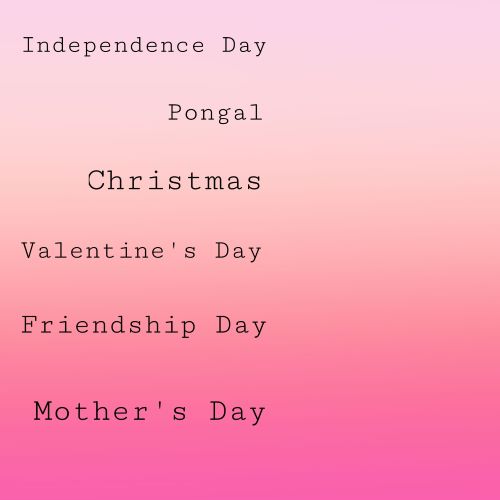 Independence Day
Pongal
Christmas
Valentine's Day
Friendship Day
Mother's Day